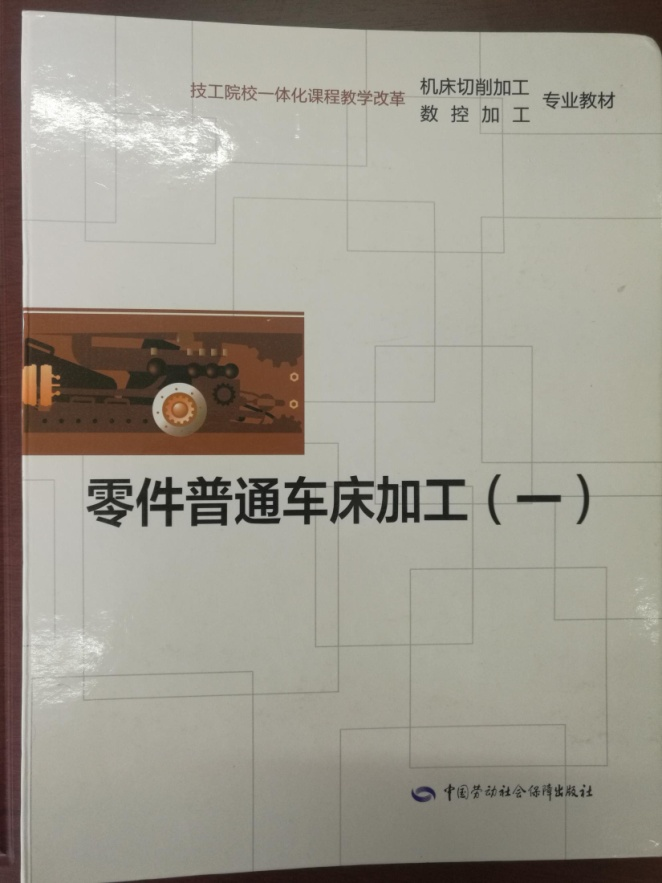 技工院校一体化课程教学改革 机床切削加工 专业教材
数控加工
零件普通车床加工（一）
中国劳动社会保障出版社